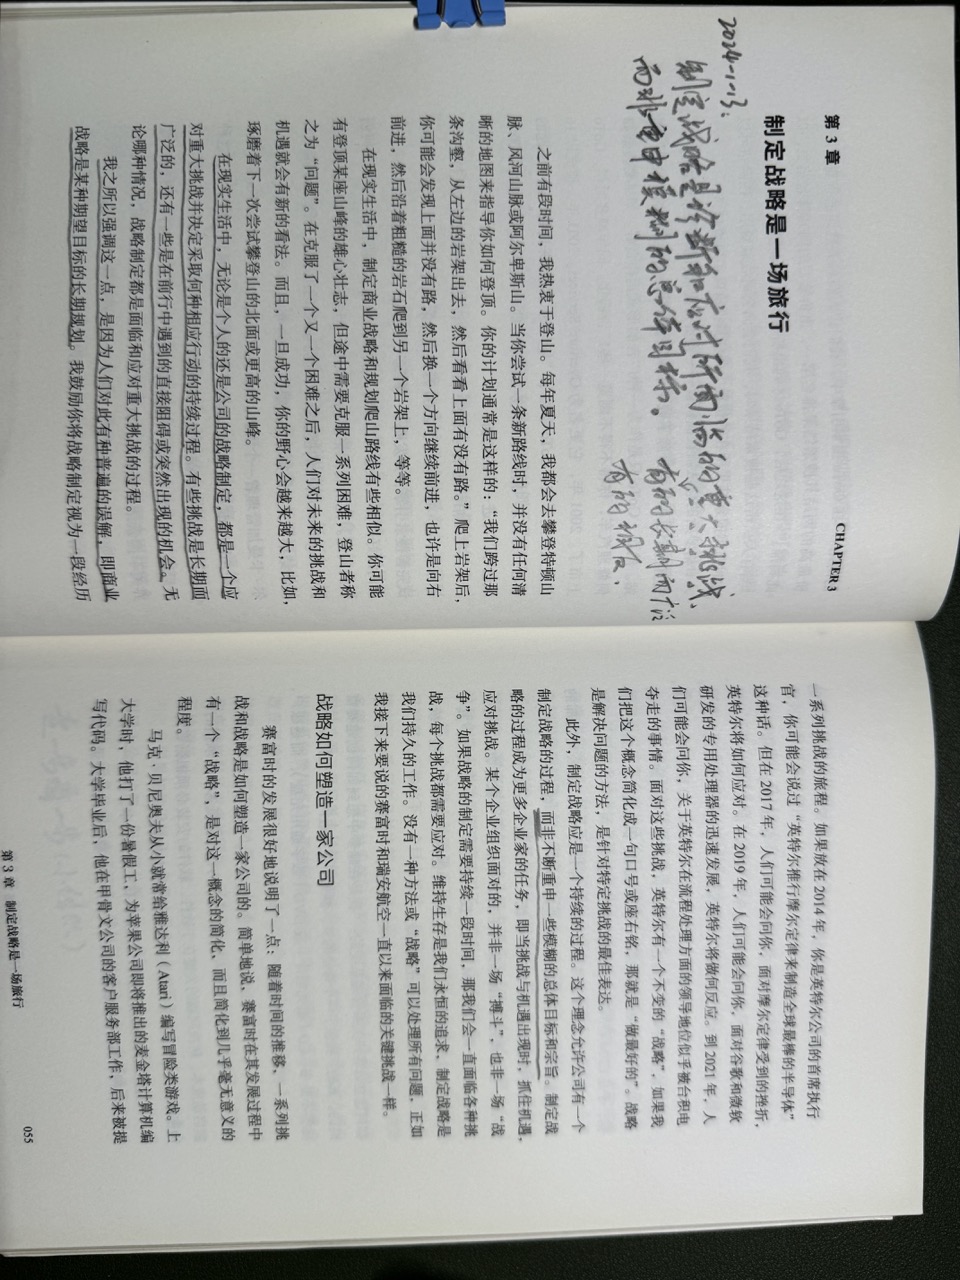 第 3 章
CHAPTER 3
制定战略是一场旅行
2024-1-13:
制定战略是诊断和应对所面临的重大挑战,
而非重申模糊的总体目标。
有的长期而广泛
有的
之前有段时间，我热衷于登山。每年夏天，我都会去攀登特顿山
脉、风河山脉或阿尔卑斯山。当你尝试一条新路线时，并没有任何清
晰的地图来指导你如何登顶。你的计划通常是这样的：“我们跨过那
条沟壑，从左边的岩架出去，然后看看上面有没有路。”爬上岩架后，
你可能会发现上面并没有路，然后换一个方向继续前进，也许是向右
前进，然后沿着粗糙的岩石爬到另一个岩架上，等等。
在现实生活中，制定商业战略和规划爬山路线有些相似。你可能
有登顶某座山峰的雄心壮志，但途中需要克服一系列困难，登山者称
之为“问题”。在克服了一个又一个困难之后，人们对未来的挑战和
机遇就会有新的看法。而且，一旦成功，你的野心会越来越大，比如，
琢磨着下一次尝试攀登山的北面或更高的山峰。
在现实生活中，无论是个人的还是公司的战略制定，都是一个应
对重大挑战并决定采取何种相应行动的持续过程。有些挑战是长期而
广泛的，还有一些是在前行中遇到的直接阻碍或突然出现的机会。无
论哪种情况，战略制定都是面临和应对重大挑战的过程。
我之所以强调这一点，是因为人们对此有种普遍的误解，即商业
战略是某种期望目标的长期规划。我鼓励你将战略制定视为一段经历
一系列挑战的旅程。如果放在 2014 年，你是英特尔公司的首席执行
官，你可能会说过“英特尔推行摩尔定律来制造全球最棒的半导体”
这种话。但在 2017 年，人们可能会问你，面对摩尔定律受到的挫折，
英特尔将如何应对。在 2019 年，人们可能会问你，面对谷歌和微软
研发的专用处理器的迅速发展，英特尔将做何反应。到 2021 年，人
们可能会问你，关于英特尔在流程处理方面的领导地位似乎被台积电
夺走的事情。面对这些挑战，英特尔有一个不变的“战略”，如果我
们把这个概念简化成一句口号或座右铭，那就是“做最好的”。战略
是解决问题的方法，是针对特定挑战的最佳表达。
此外，制定战略应是一个持续的过程。这个理念允许公司有一个
制定战略的过程，而非不断重申一些模糊的总体目标和宗旨。制定战
略的过程成为更多企业家的任务，即当挑战与机遇出现时，抓住机遇，
应对挑战。某个企业组织面对的，并非一场“搏斗”，也非一场“战
争”。如果战略的制定需要持续一段时间，那我们会一直面临各种挑
战，每个挑战都需要应对。维持生存是我们永恒的追求，制定战略是
我们持久的工作。没有一种方法或“战略”可以处理所有问题，正如
我接下来要说的赛富时和瑞安航空一直以来面临的关键挑战一样。
战略如何塑造一家公司
赛富时的发展很好地说明了一点：随着时间的推移，一系列挑
战和战略是如何塑造一家公司的。简单地说，赛富时在其发展过程中
有一个“战略”，是对这一概念的简化，而且简化到几乎毫无意义的
程度。
马克·贝尼奥夫从小就常给雅达利（Atari）编写冒险类游戏。上
大学时，他打了一份暑假工，为苹果公司即将推出的麦金塔计算机编
写代码。大学毕业后，他在甲骨文公司的客户服务部工作，后来被提
第 3 章 制定战略是一场旅行
055